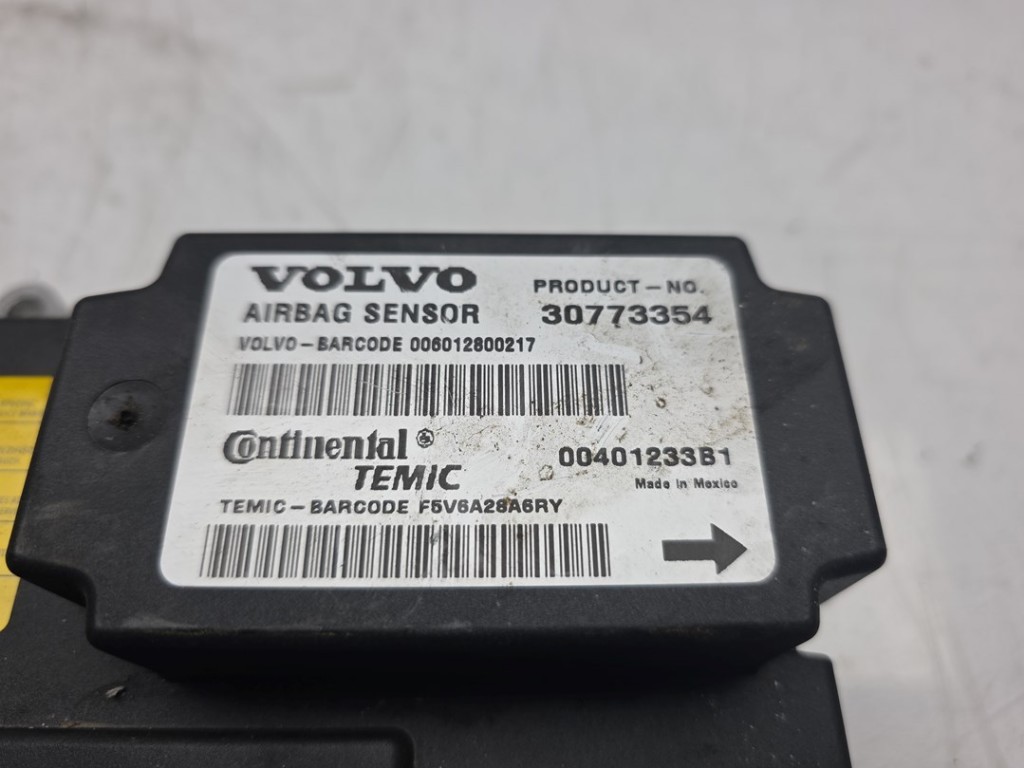 VOLVO
PRODUCT-NO.
AIRBAG SENSOR
30773354
VOLVO-BARCODE 006012800217
Continental
TEMIC
00401233B1
Made in Mexico
TEMIC-BARCODE F5V6A28A6RY